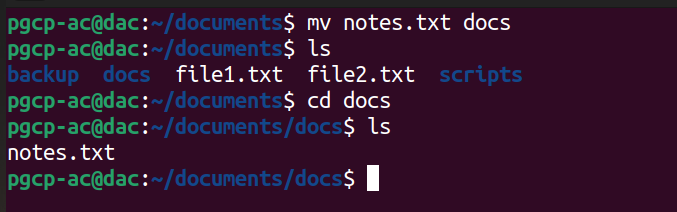 pgcp-ac@dac:~/documents$ mv notes.txt docs
pgcp-ac@dac:~/documents$ ls
backup  docs  file1.txt  file2.txt  scripts
pgcp-ac@dac:~/documents$ cd docs
pgcp-ac@dac:~/documents/docs$ ls
notes.txt
pgcp-ac@dac:~/documents/docs$